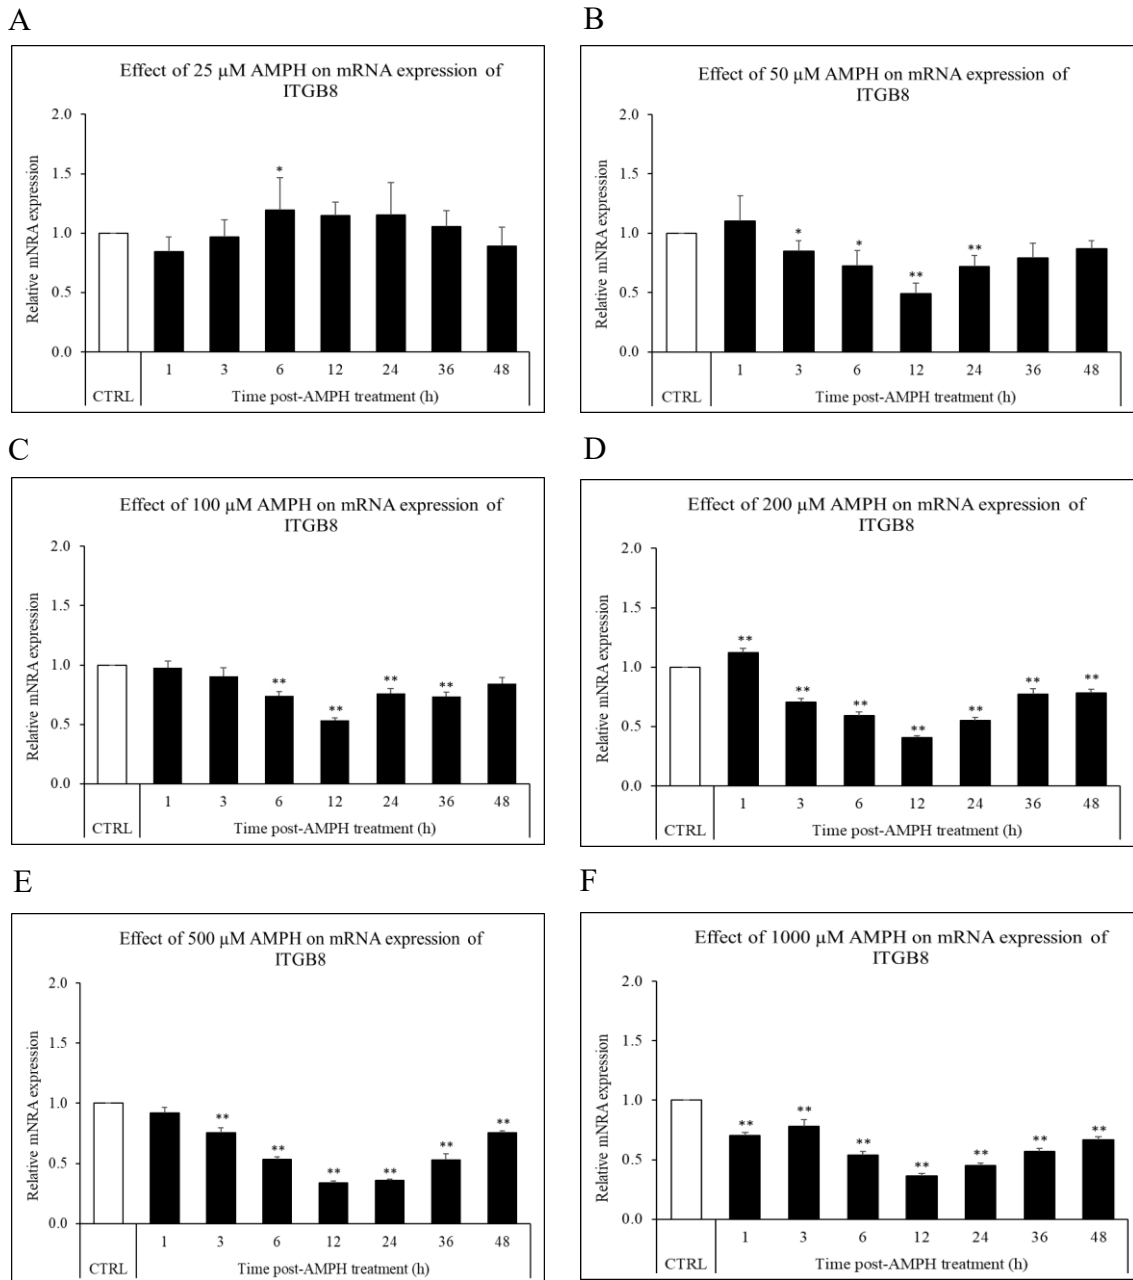 A
Effect of 25 µM AMPH on mRNA expression of
ITGB8
Relative mNRA expression
2.0
1.5
1.0
0.5
0.0
*
1 3 6 12 24 36 48
CTRL Time post-AMPH treatment (h)
B
Effect of 50 µM AMPH on mRNA expression of
ITGB8
Relative mNRA expression
2.0
1.5
1.0
0.5
0.0
* * ** **
1 3 6 12 24 36 48
CTRL Time post-AMPH treatment (h)
C
Effect of 100 µM AMPH on mRNA expression of
ITGB8
Relative mNRA expression
2.0
1.5
1.0
0.5
0.0
** ** ** **
1 3 6 12 24 36 48
CTRL Time post-AMPH treatment (h)
D
Effect of 200 µM AMPH on mRNA expression of
ITGB8
Relative mNRA expression
2.0
1.5
1.0
0.5
0.0
** ** ** ** ** ** **
1 3 6 12 24 36 48
CTRL Time post-AMPH treatment (h)
E
Effect of 500 µM AMPH on mRNA expression of
ITGB8
Relative mNRA expression
2.0
1.5
1.0
0.5
0.0
** ** ** ** ** **
1 3 6 12 24 36 48
CTRL Time post-AMPH treatment (h)
F
Effect of 1000 µM AMPH on mRNA expression of
ITGB8
Relative mNRA expression
2.0
1.5
1.0
0.5
0.0
** ** ** ** ** ** **
1 3 6 12 24 36 48
CTRL Time post-AMPH treatment (h)